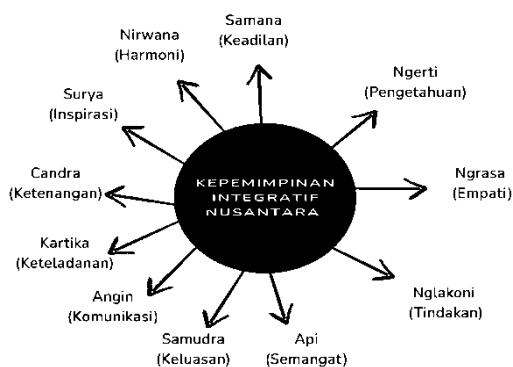 Samana
(Keadilan)
Nirwana
(Harmoni)
Ngerti
(Pengetahuan)
Surya
(Inspirasi)
Candra
(Ketenangan)
KEPEMIMPINAN
INTEGRATIF
NUSANTARA
Ngrasa
(Empati)
Kartika
(Keteladanan)
Angin
(Komunikasi)
Nglakoni
(Tindakan)
Samudra
(Keluasan)
Api
(Semangat)